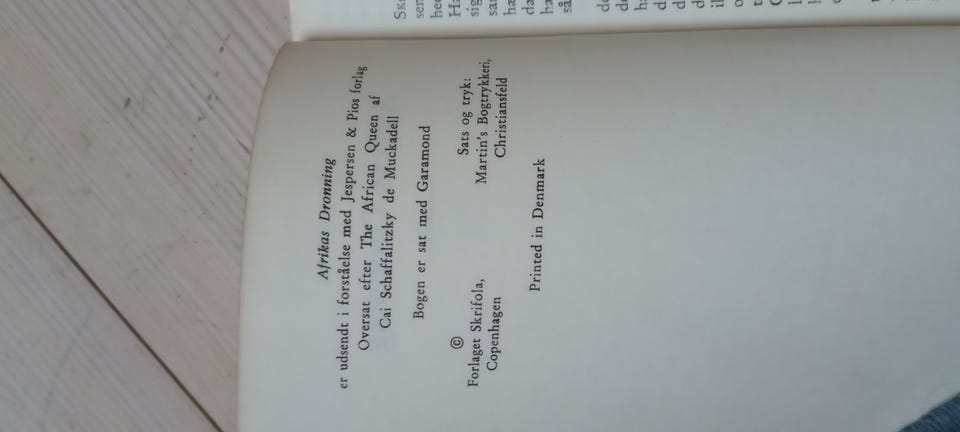 Afrikas Dronning
er udsendt i forståelse med Jespersen & Pios forlag
Oversat efter The African Queen af
Cai Schaffalitzky de Muckadell
Bogen er sat med Garamond
©
Forlaget Skrifola,
Copenhagen
Sats og tryk:
Martin's Bogtrykkeri,
Christiansfeld
Printed in Denmark